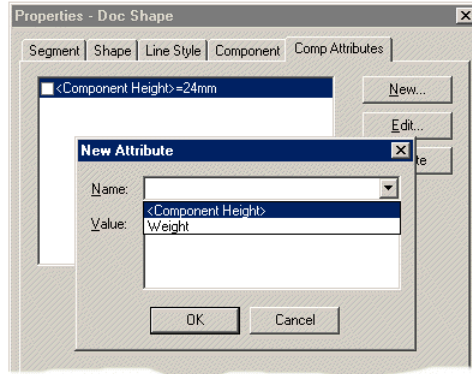 Properties - Doc Shape
Segment Shape Line Style Component Comp Attributes
<Component Height>=24mm
New...
Edit...
New Attribute
Name:
<Component Height>
Value:
Weight
OK Cancel